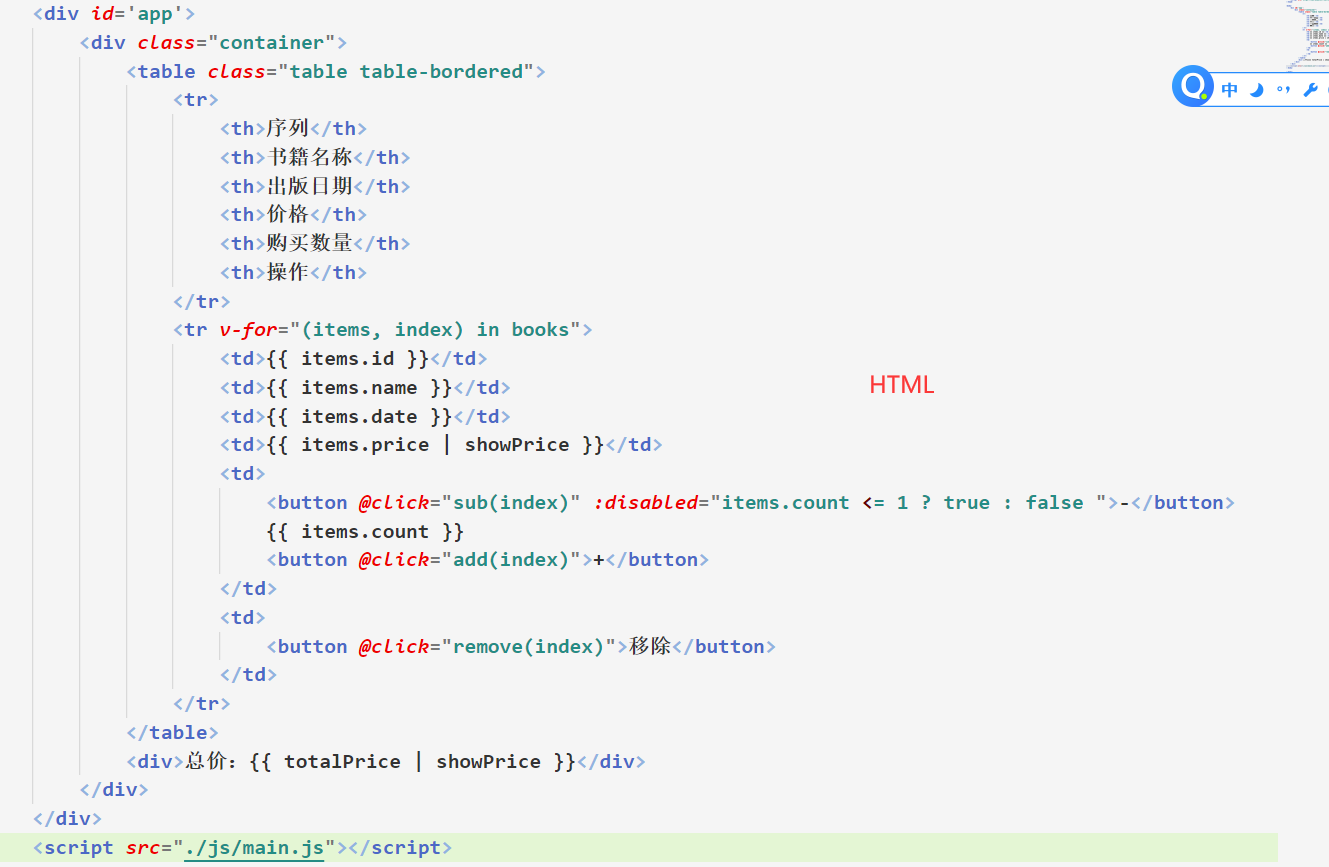 <div id='app'>
<div class="container">
<table class="table table-bordered">
<tr>
<th>序列</th>
<th>书籍名称</th>
<th>出版日期</th>
<th>价格</th>
<th>购买数量</th>
<th>操作</th>
</tr>
<tr v-for="(items, index) in books">
<td>{{ items.id }}</td>
<td>{{ items.name }}</td>
<td>{{ items.date }}</td>
<td>{{ items.price | showPrice }}</td>
<td>
<button @click="sub(index)" :disabled="items.count <= 1 ? true : false ">-</button>
{{ items.count }}
<button @click="add(index)">+</button>
</td>
<td>
<button @click="remove(index)">移除</button>
</td>
</tr>
</table>
<div>总价：{{ totalPrice | showPrice }}</div>
</div>
</div>
<script src="./js/main.js"></script>
HTML
中